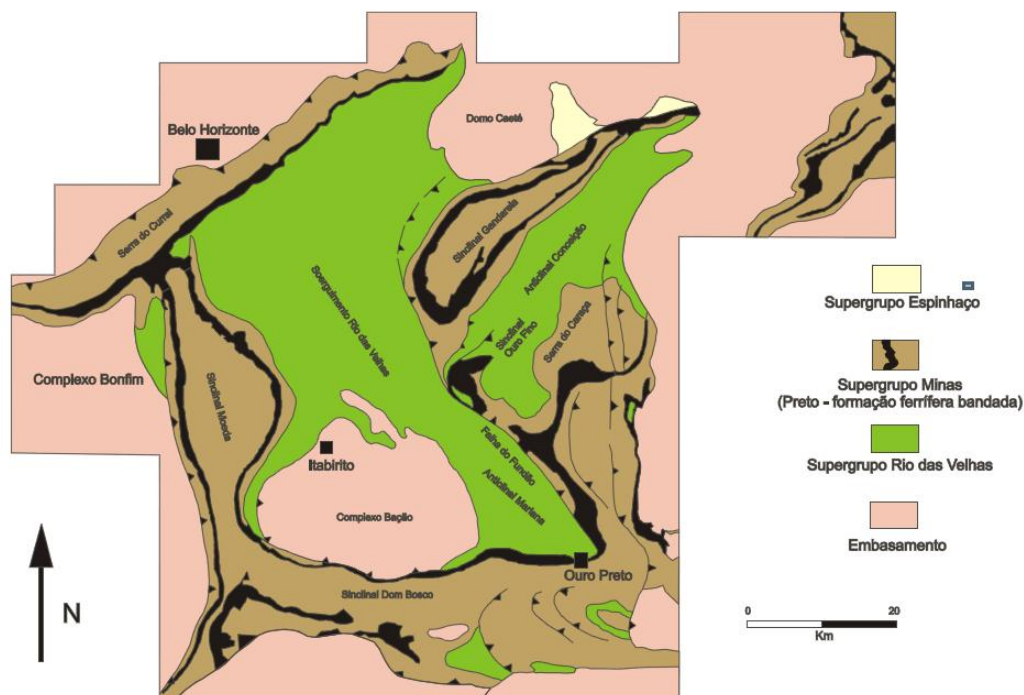 Belo Horizonte
Domo Caeté
Serra do Curral
Sinclinal Gandarela
Anticlinal Conceição
Soerguimento Rio das Velhas
Sinclinal
Ouro Fino
Serra do Caraça
Complexo Bonfim
Sinclinal Moeda
Itabirito
Falha do Fundão
Anticlinal Mariana
Complexo Bação
Ouro Preto
Sinclinal Dom Bosco
N
Supergrupo Espinhaço
Supergrupo Minas
(Preto - formação ferrífera bandada)
Supergrupo Rio das Velhas
Embasamento
0 20
Km